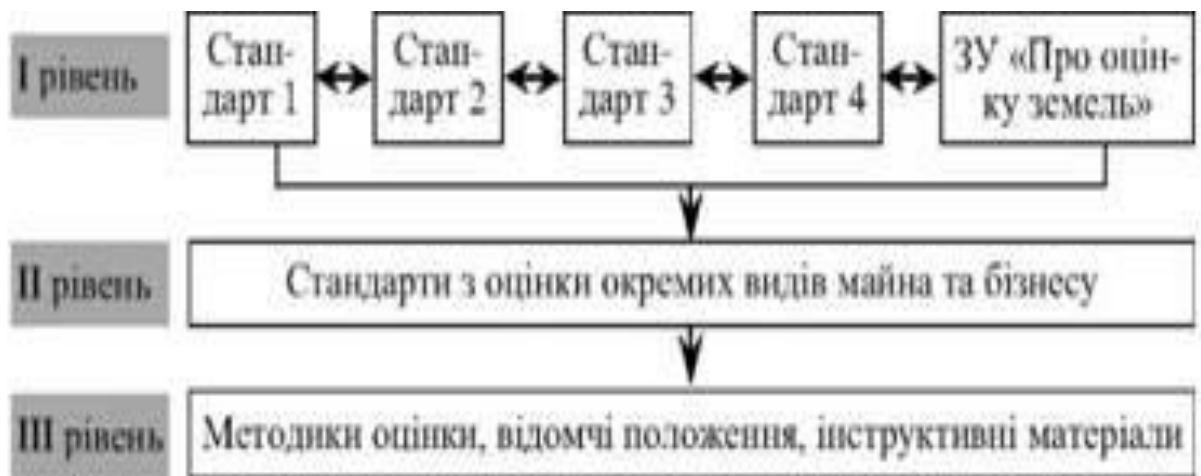 I рівень
Стан-
дарт 1
Стан-
дарт 2
Стан-
дарт 3
Стан-
дарт 4
ЗУ «Про оцін-
ку земель»
II рівень
Стандарти з оцінки окремих видів майна та бізнесу
III рівень
Методики оцінки, відомчі положення, інструктивні матеріали